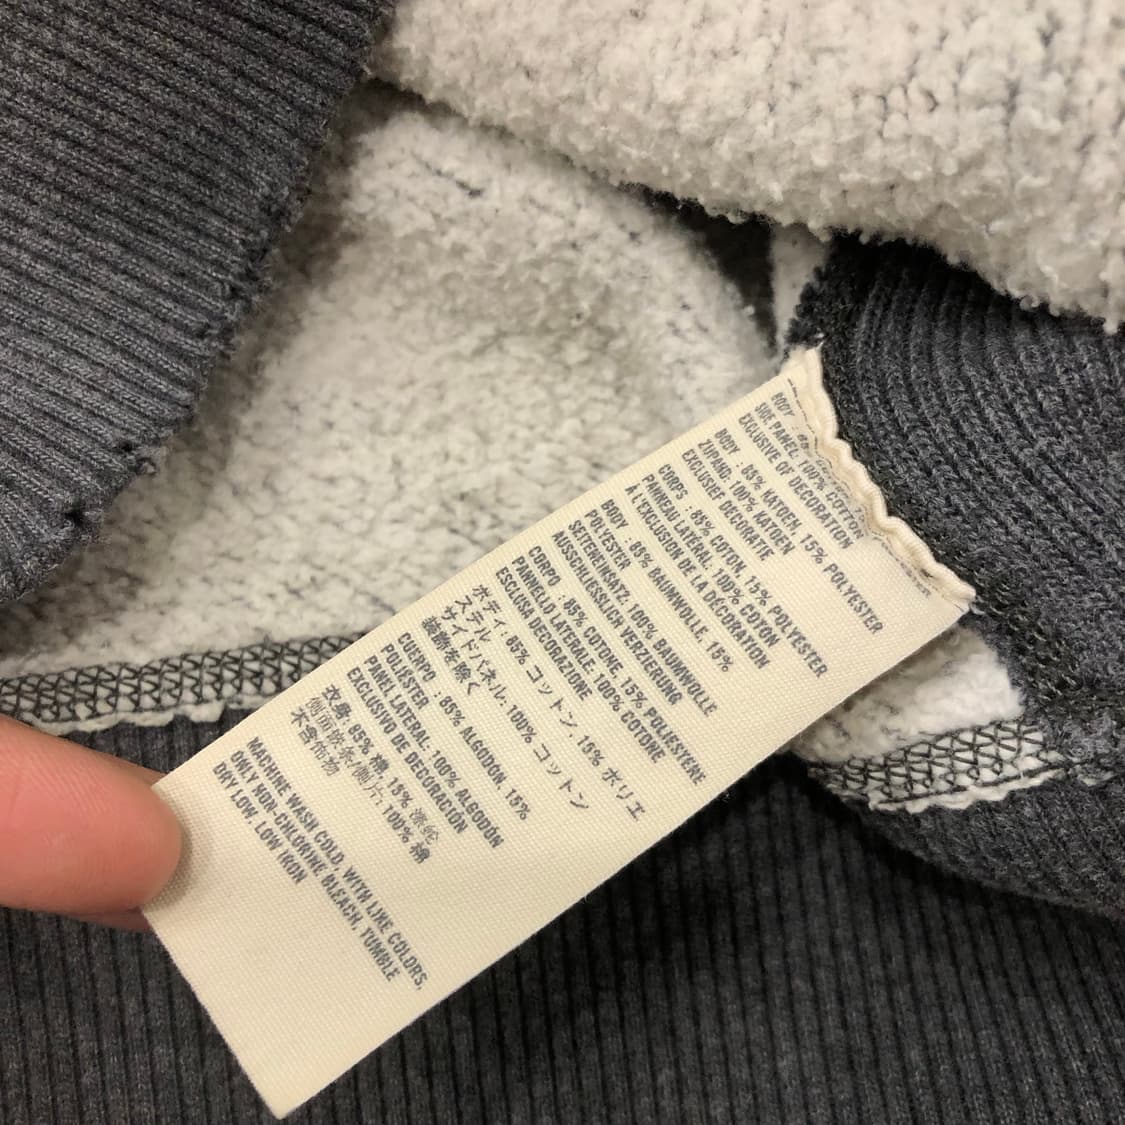 BODY : 85
SIDE PANEL: 100% COTTON
EXCLUSIVE OF DECORATION
BODY : 85% KATOEN, 15% POLYESTER
ZIJPAND: 100% KATOEN
EXCLUSIEF DECORATIE
CORPS : 85% COTON, 15% POLYESTER
PANNEAU LATÉRAL: 100% COTON
À L'EXCLUSION DE LA DÉCORATION
BODY : 85% BAUMWOLLE, 15%
POLYESTER
SEITENEINSATZ: 100% BAUMWOLLE
AUSSCHLIESSLICH VERZIERUNG
CORPO : 85% COTONE, 15% POLIESTERE
PANNELLO LATERALE: 100% COTONE
ESCLUSA DECORAZIONE
ボディ : 85% コットン, 15% ポリエ
ステル
サイドパネル: 100% コットン
装飾を除く
CUERPO : 85% ALGODÓN, 15%
POLIÉSTER
PANEL LATERAL: 100% ALGODÓN
EXCLUSIVO DE DECORACIÓN
衣身: 85% 棉, 15% 涤纶
侧面嵌条/侧片: 100% 棉
不含饰物
MACHINE WASH COLD, WITH LIKE COLORS,
ONLY NON-CHLORINE BLEACH, TUMBLE
DRY LOW, LOW IRON